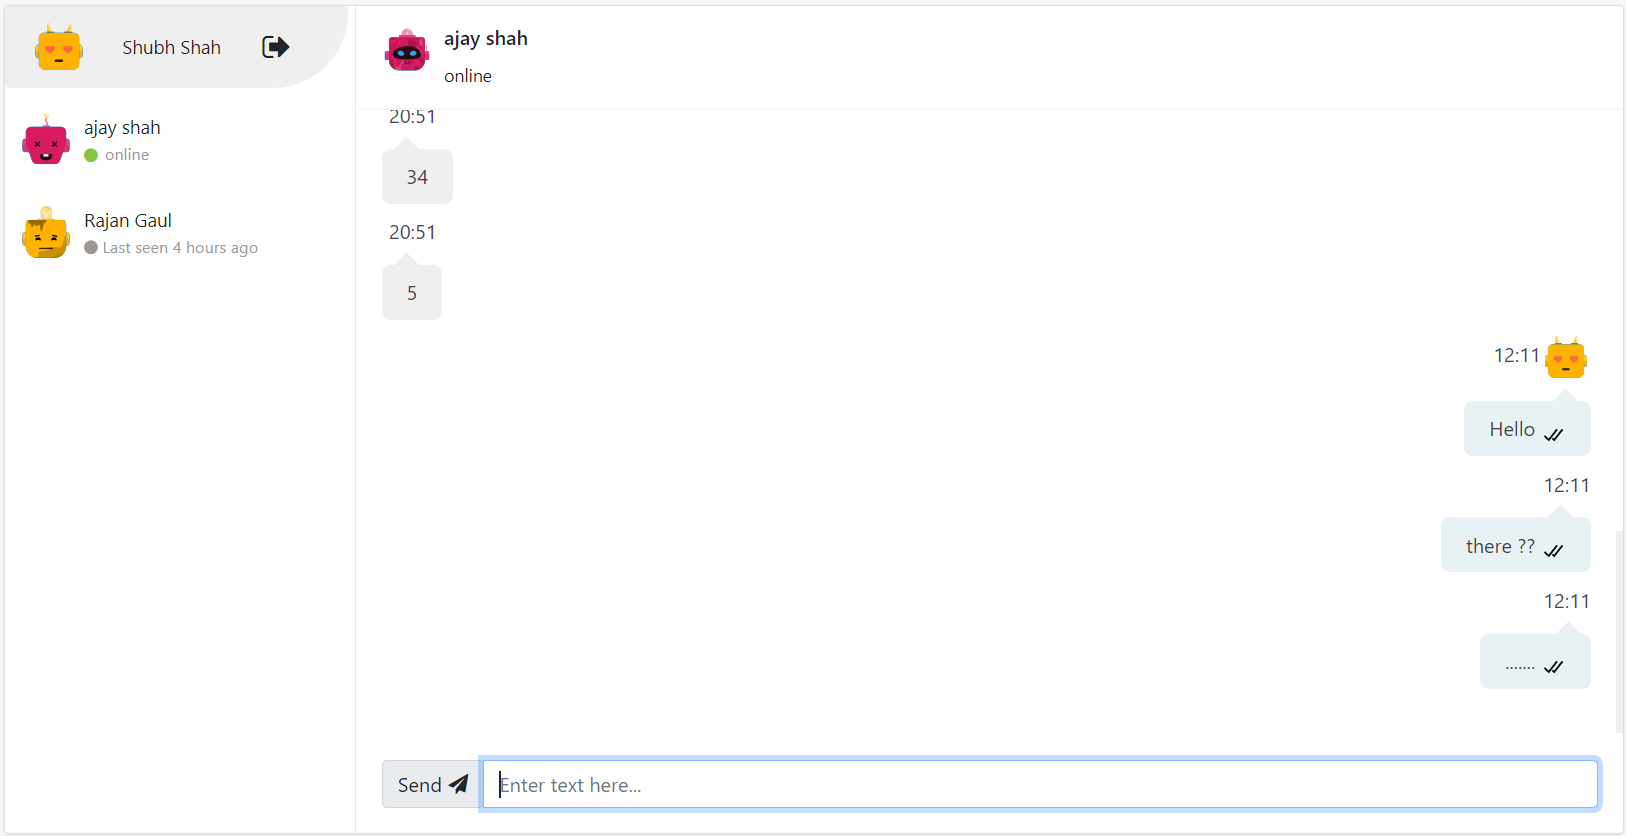 Shubh Shah
ajay shah
online
Rajan Gaul
Last seen 4 hours ago
ajay shah
online
20:51
34
20:51
5
12:11
Hello
12:11
there ??
12:11
.......
Send
Enter text here...